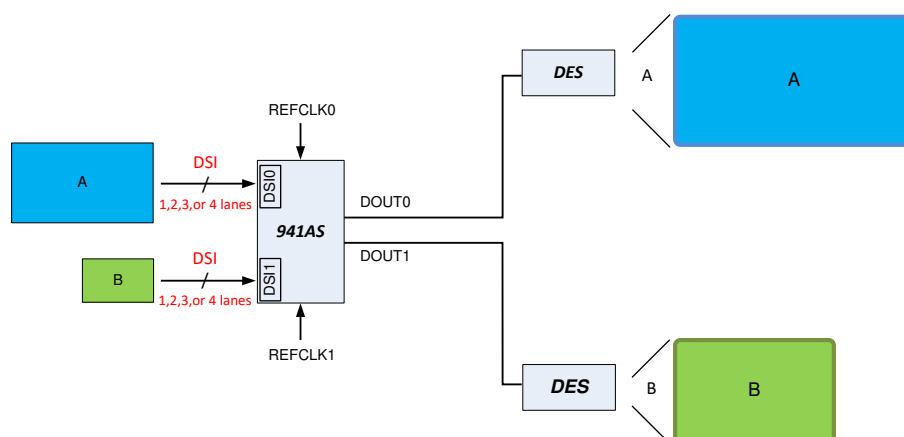 DES
A
A
REFCLK0
DSI
A
1,2,3,or 4 lanes
DSI0
DOUT0
941AS
DOUT1
DSI
B
1,2,3,or 4 lanes
DSI1
REFCLK1
DES
B
B